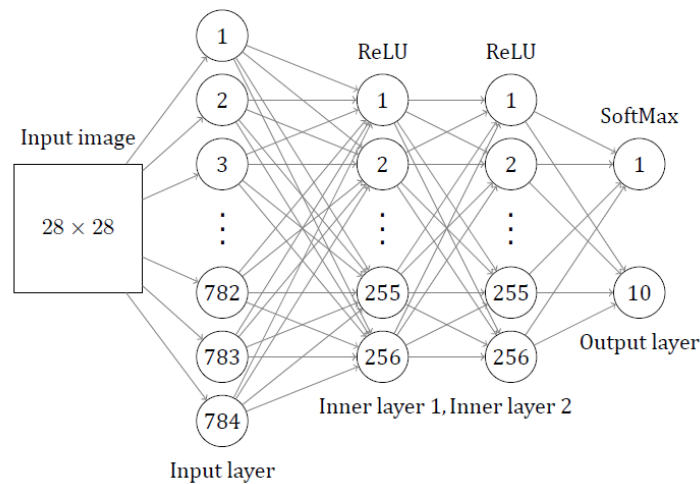 Input image
28 × 28
1
2
3
⋮
782
783
784
Input layer
ReLU
1
2
⋮
255
256
Inner layer 1, Inner layer 2
ReLU
1
2
⋮
255
256
SoftMax
1
10
Output layer